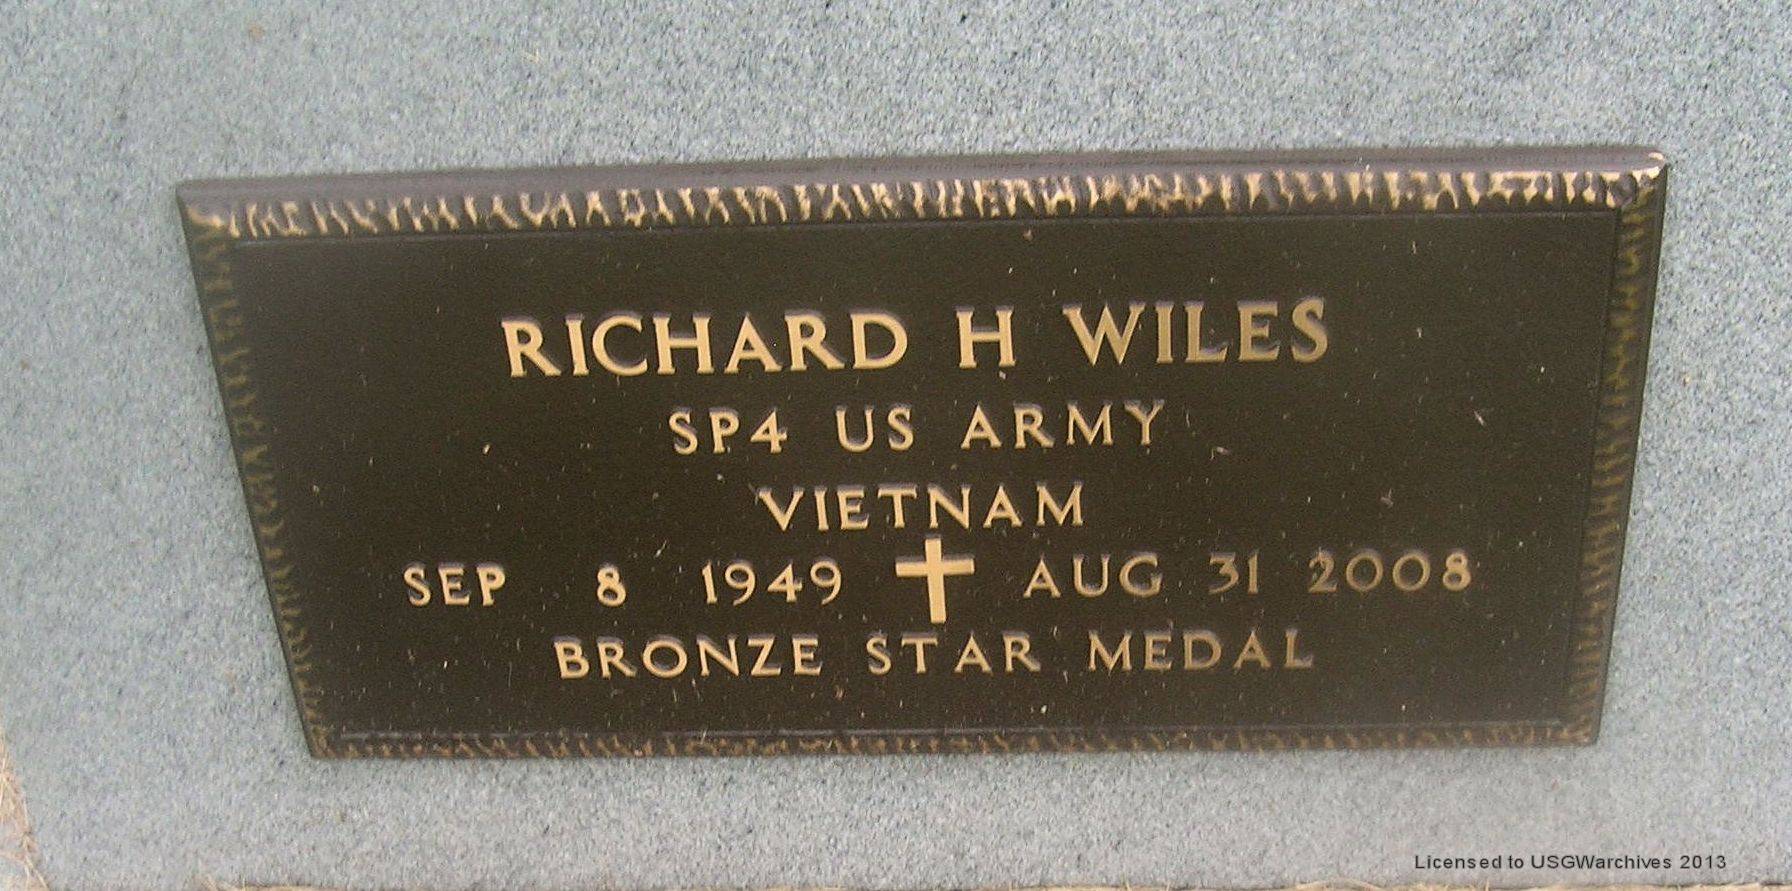 RICHARD H WILES
SP4 US ARMY
VIETNAM
SEP 8 1949 AUG 31 2008
BRONZE STAR MEDAL
Licensed to USGWarchives 2013